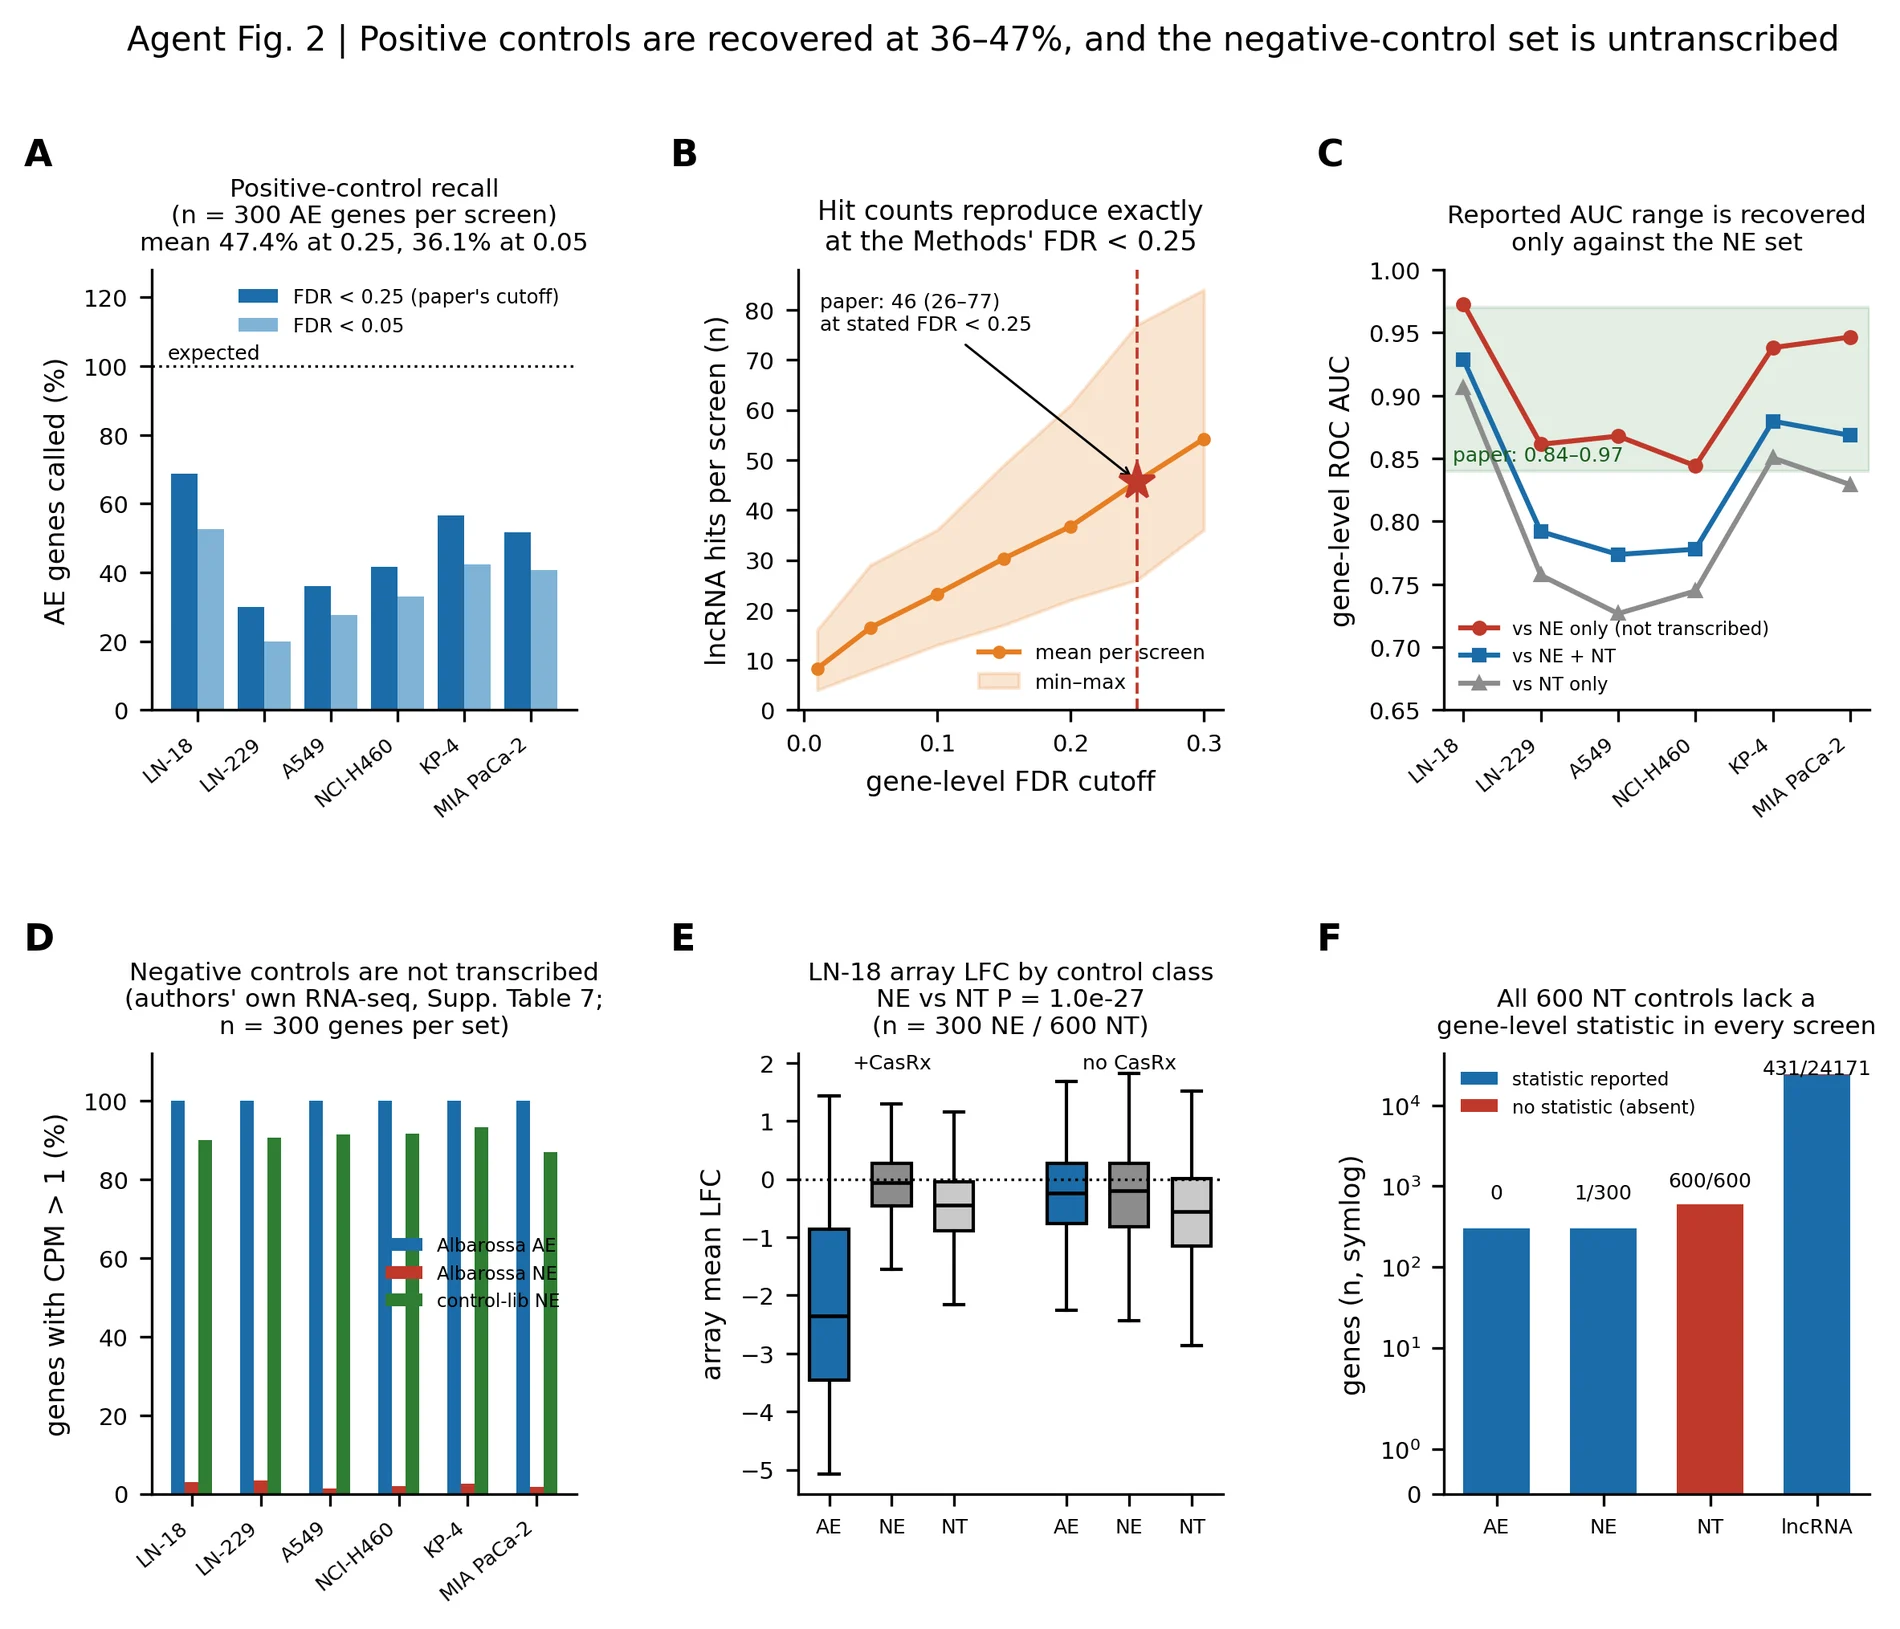 Agent Fig. 2 | Positive controls are recovered at 36–47%, and the negative-control set is untranscribed
A
Positive-control recall
(n = 300 AE genes per screen)
mean 47.4% at 0.25, 36.1% at 0.05
FDR < 0.25 (paper's cutoff)
FDR < 0.05
expected
AE genes called (%)
120
100
80
60
40
20
0
LN-18
LN-229
A549
NCI-H460
KP-4
MIA PaCa-2
B
Hit counts reproduce exactly
at the Methods' FDR < 0.25
paper: 46 (26–77)
at stated FDR < 0.25
mean per screen
min–max
lncRNA hits per screen (n)
80
70
60
50
40
30
20
10
0
0.0
0.1
0.2
0.3
gene-level FDR cutoff
C
Reported AUC range is recovered
only against the NE set
paper: 0.84–0.97
vs NE only (not transcribed)
vs NE + NT
vs NT only
gene-level ROC AUC
1.00
0.95
0.90
0.85
0.80
0.75
0.70
0.65
LN-18
LN-229
A549
NCI-H460
KP-4
MIA PaCa-2
D
Negative controls are not transcribed
(authors' own RNA-seq, Supp. Table 7;
n = 300 genes per set)
Albarossa AE
Albarossa NE
control-lib NE
genes with CPM > 1 (%)
100
80
60
40
20
0
LN-18
LN-229
A549
NCI-H460
KP-4
MIA PaCa-2
E
LN-18 array LFC by control class
NE vs NT P = 1.0e-27
(n = 300 NE / 600 NT)
+CasRx
no CasRx
array mean LFC
2
1
0
−1
−2
−3
−4
−5
AE
NE
NT
AE
NE
NT
F
All 600 NT controls lack a
gene-level statistic in every screen
statistic reported
no statistic (absent)
0
1/300
600/600
431/24171
genes (n, symlog)
10⁴
10³
10²
10¹
10⁰
0
AE
NE
NT
lncRNA